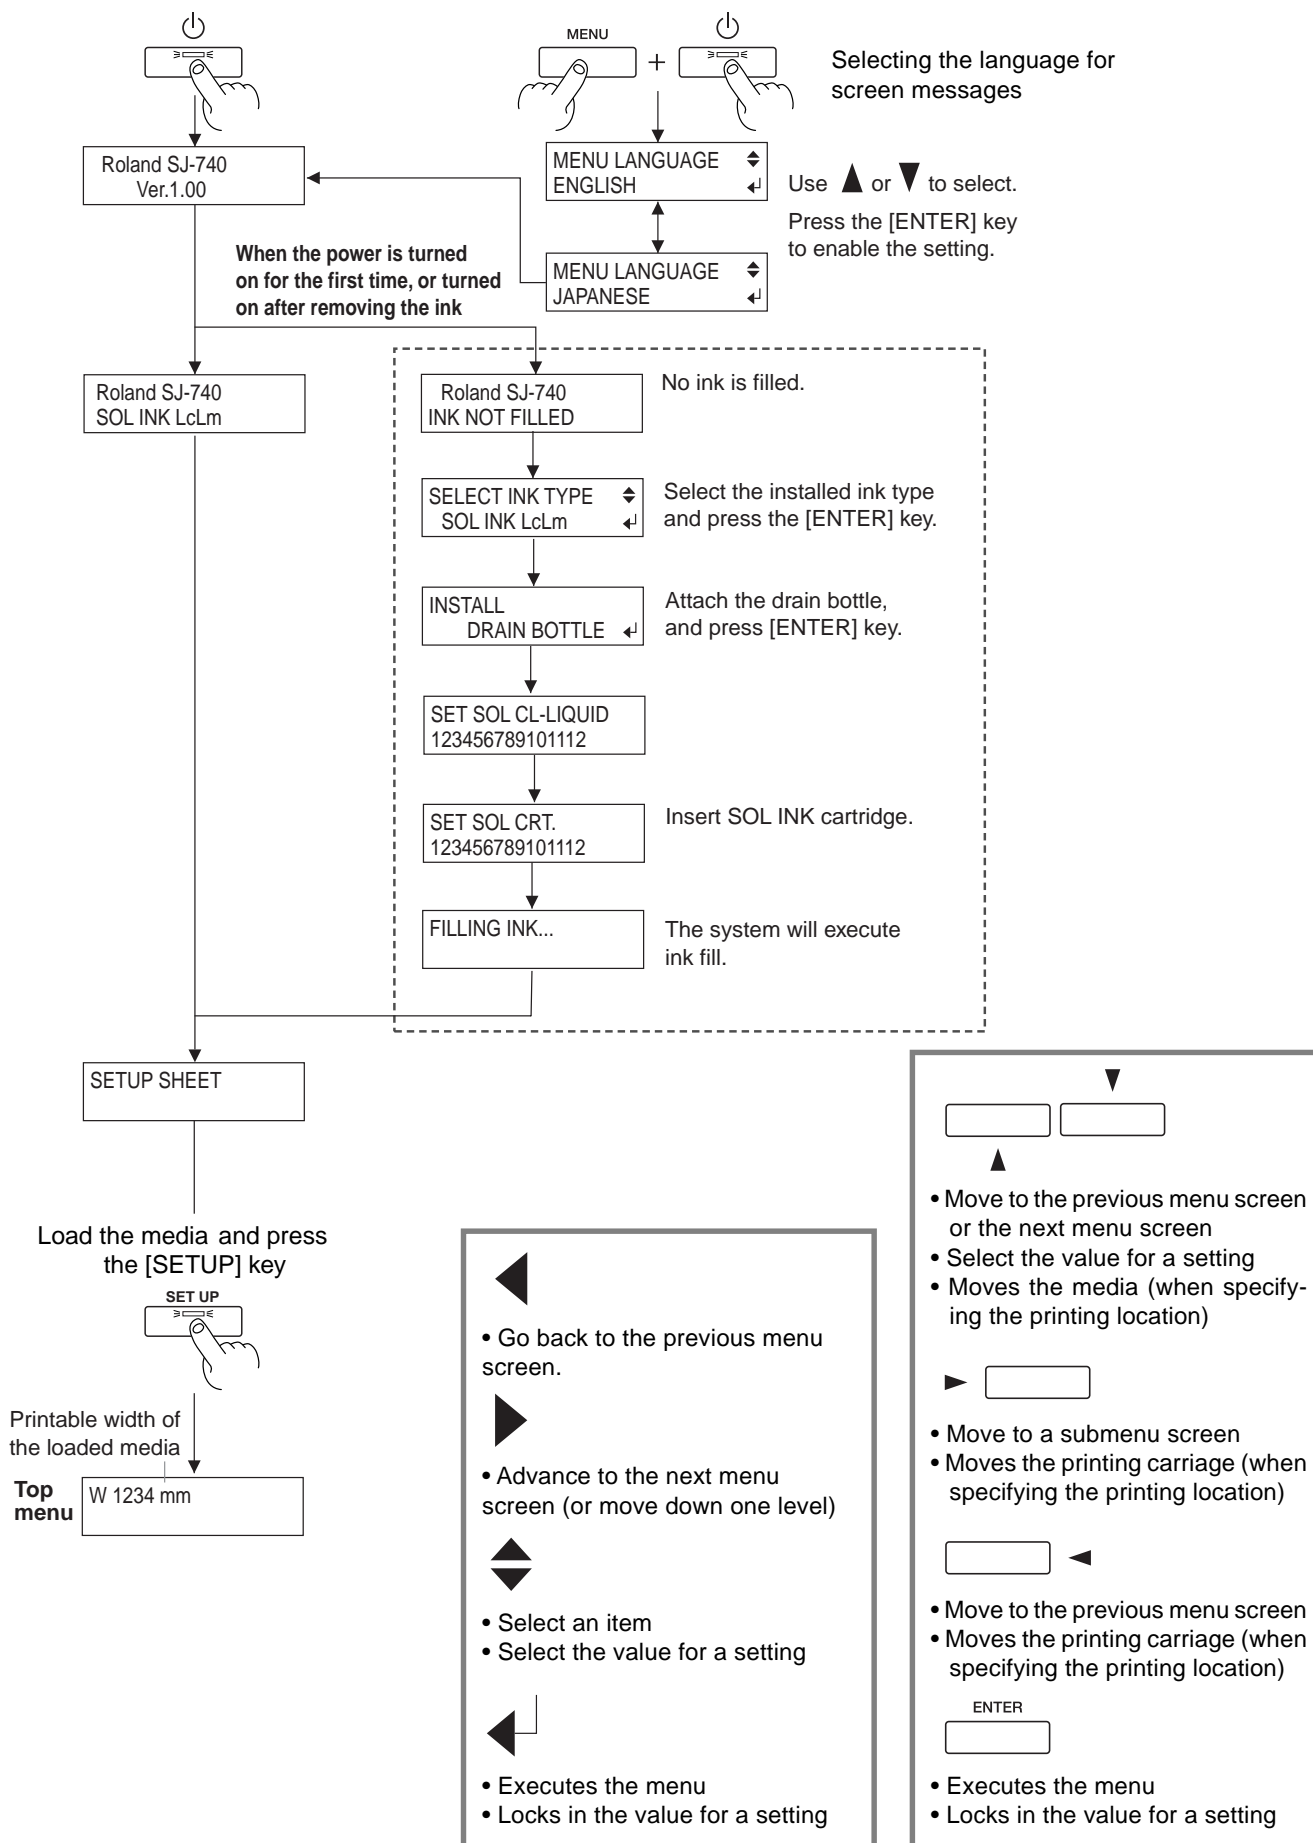 MENU
+
Selecting the language for
screen messages
Roland SJ-740
Ver.1.00
MENU LANGUAGE
ENGLISH
Use ▲ or ▼ to select.
Press the [ENTER] key
to enable the setting.
MENU LANGUAGE
JAPANESE
When the power is turned
on for the first time, or turned
on after removing the ink
Roland SJ-740
SOL INK LcLm
Roland SJ-740
INK NOT FILLED
No ink is filled.
SELECT INK TYPE
SOL INK LcLm
Select the installed ink type
and press the [ENTER] key.
INSTALL
DRAIN BOTTLE
Attach the drain bottle,
and press [ENTER] key.
SET SOL CL-LIQUID
123456789101112
SET SOL CRT.
123456789101112
Insert SOL INK cartridge.
FILLING INK...
The system will execute
ink fill.
SETUP SHEET
Load the media and press
the [SETUP] key
SET UP
Printable width of
the loaded media
Top
menu
W 1234 mm
• Go back to the previous menu
screen.
• Advance to the next menu
screen (or move down one level)
• Select an item
• Select the value for a setting
• Executes the menu
• Locks in the value for a setting
• Move to the previous menu screen
or the next menu screen
• Select the value for a setting
• Moves the media (when specify-
ing the printing location)
• Move to a submenu screen
• Moves the printing carriage (when
specifying the printing location)
• Move to the previous menu screen
• Moves the printing carriage (when
specifying the printing location)
ENTER
• Executes the menu
• Locks in the value for a setting